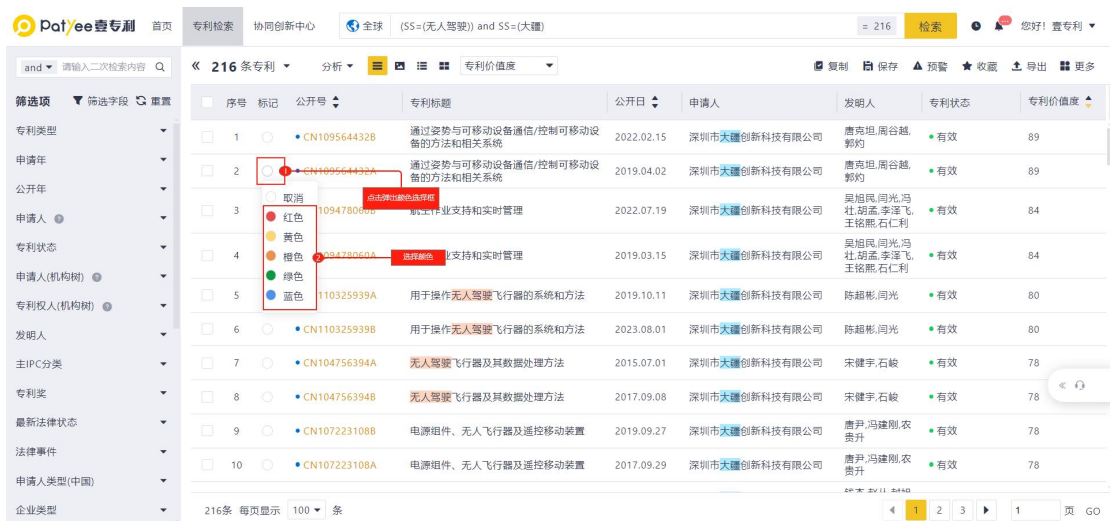 Patyee壹专利 首页 专利检索 协同创新中心 全球 (SS=(无人驾驶)) and SS=(大疆) = 216 检索 您好！壹专利
and 请输入二次检索内容 216 条专利 分析 专利价值度 复制 保存 预警 收藏 导出 更多
筛选项 筛选字段 重置
专利类型
申请年
公开年
申请人
专利状态
申请人(机构树)
专利权人(机构树)
发明人
主IPC分类
专利奖
最新法律状态
法律事件
申请人类型(中国)
企业类型
序号 标记 公开号 专利标题 公开日 申请人 发明人 专利状态 专利价值度
1 CN109564432B 通过姿势与可移动设备通信/控制可移动设备的方法和相关系统 2022.02.15 深圳市大疆创新科技有限公司 唐克坦,周谷越,郭灼 有效 89
2 CN109564432A 通过姿势与可移动设备通信/控制可移动设备的方法和相关系统 2019.04.02 深圳市大疆创新科技有限公司 唐克坦,周谷越,郭灼 有效 89
1 点击弹出颜色选择框
取消
红色
黄色
橙色
绿色
蓝色
2 选择颜色
3 109478060B 航空作业支持和实时管理 2022.07.19 深圳市大疆创新科技有限公司 吴旭民,闫光,冯壮,胡孟,李泽飞,王铭熙,石仁利 有效 84
4 109478060A 业支持和实时管理 2019.03.15 深圳市大疆创新科技有限公司 吴旭民,闫光,冯壮,胡孟,李泽飞,王铭熙,石仁利 有效 84
5 110325939A 用于操作无人驾驶飞行器的系统和方法 2019.10.11 深圳市大疆创新科技有限公司 陈超彬,闫光 有效 80
6 CN110325939B 用于操作无人驾驶飞行器的系统和方法 2023.08.01 深圳市大疆创新科技有限公司 陈超彬,闫光 有效 80
7 CN104756394A 无人驾驶飞行器及其数据处理方法 2015.07.01 深圳市大疆创新科技有限公司 宋健宇,石峻 有效 78
8 CN104756394B 无人驾驶飞行器及其数据处理方法 2017.09.08 深圳市大疆创新科技有限公司 宋健宇,石峻 有效 78
9 CN107223108B 电源组件、无人飞行器及遥控移动装置 2019.09.27 深圳市大疆创新科技有限公司 唐尹,冯建刚,农贵升 有效 78
10 CN107223108A 电源组件、无人飞行器及遥控移动装置 2017.09.29 深圳市大疆创新科技有限公司 唐尹,冯建刚,农贵升 有效 78
216条 每页显示 100 条 1 2 3 1 页 GO